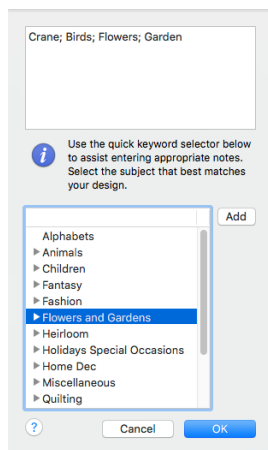 Crane; Birds; Flowers; Garden
Use the quick keyword selector below
to assist entering appropriate notes.
Select the subject that best matches
your design.
Add
Alphabets
Animals
Children
Fantasy
Fashion
Flowers and Gardens
Heirloom
Holidays Special Occasions
Home Dec
Miscellaneous
Quilting
? Cancel OK